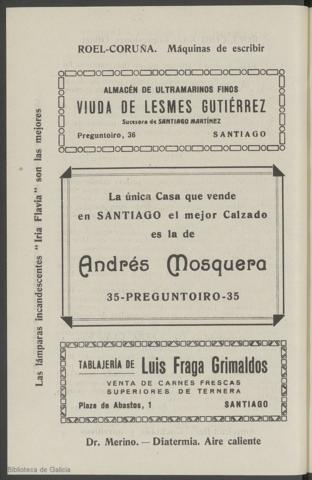 ROEL-CORUÑA. Máquinas de escribir
ALMACÉN DE ULTRAMARINOS FINOS
VIUDA DE LESMES GUTIÉRREZ
Sucesora de SANTIAGO MARTÍNEZ
Preguntoiro, 36 SANTIAGO
La única Casa que vende
en SANTIAGO el mejor Calzado
es la de
Andrés Mosquera
35-PREGUNTOIRO-35
TABLAJERÍA DE Luis Fraga Grimaldos
VENTA DE CARNES FRESCAS
SUPERIORES DE TERNERA
Plaza de Abastos, 1 SANTIAGO
Dr. Merino. — Diatermia. Aire caliente
Las lámparas incandescentes "Iria Flavia" son las mejores
Biblioteca de Galicia